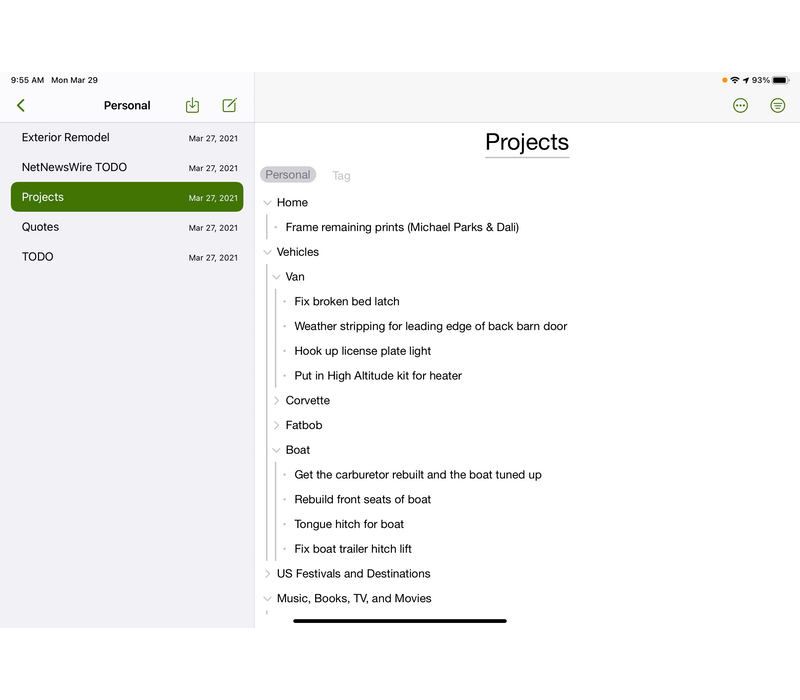 9:55 AM Mon Mar 29
93%
Personal
Exterior Remodel Mar 27, 2021
NetNewsWire TODO Mar 27, 2021
Projects Mar 27, 2021
Quotes Mar 27, 2021
TODO Mar 27, 2021
Projects
Personal Tag
Home
Frame remaining prints (Michael Parks & Dali)
Vehicles
Van
Fix broken bed latch
Weather stripping for leading edge of back barn door
Hook up license plate light
Put in High Altitude kit for heater
Corvette
Fatbob
Boat
Get the carburetor rebuilt and the boat tuned up
Rebuild front seats of boat
Tongue hitch for boat
Fix boat trailer hitch lift
US Festivals and Destinations
Music, Books, TV, and Movies